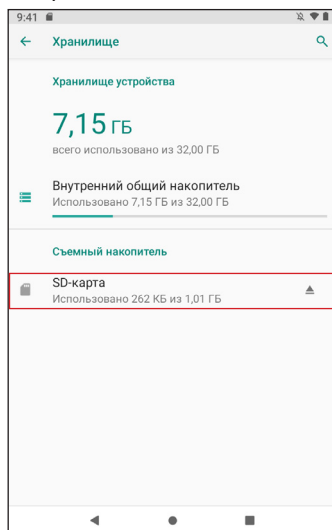 9:41
Хранилище
Хранилище устройства
7,15 ГБ
всего использовано из 32,00 ГБ
Внутренний общий накопитель
Использовано 7,15 ГБ из 32,00 ГБ
Съемный накопитель
SD-карта
Использовано 262 КБ из 1,01 ГБ